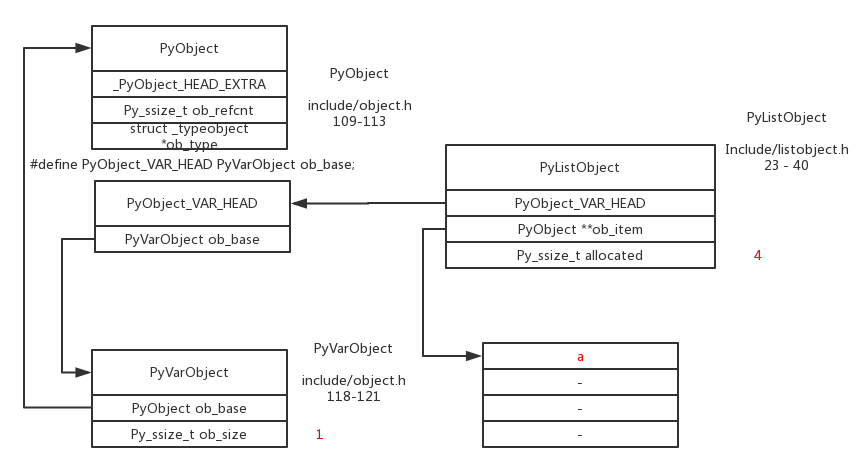 PyObject
_PyObject_HEAD_EXTRA
Py_ssize_t ob_refcnt
struct _typeobject
*ob_type
PyObject
include/object.h
109-113
#define PyObject_VAR_HEAD PyVarObject ob_base;
PyObject_VAR_HEAD
PyVarObject ob_base
PyListObject
PyObject_VAR_HEAD
PyObject **ob_item
Py_ssize_t allocated
PyListObject
Include/listobject.h
23 - 40
4
PyVarObject
PyObject ob_base
Py_ssize_t ob_size
PyVarObject
include/object.h
118-121
1
a
-
-
-